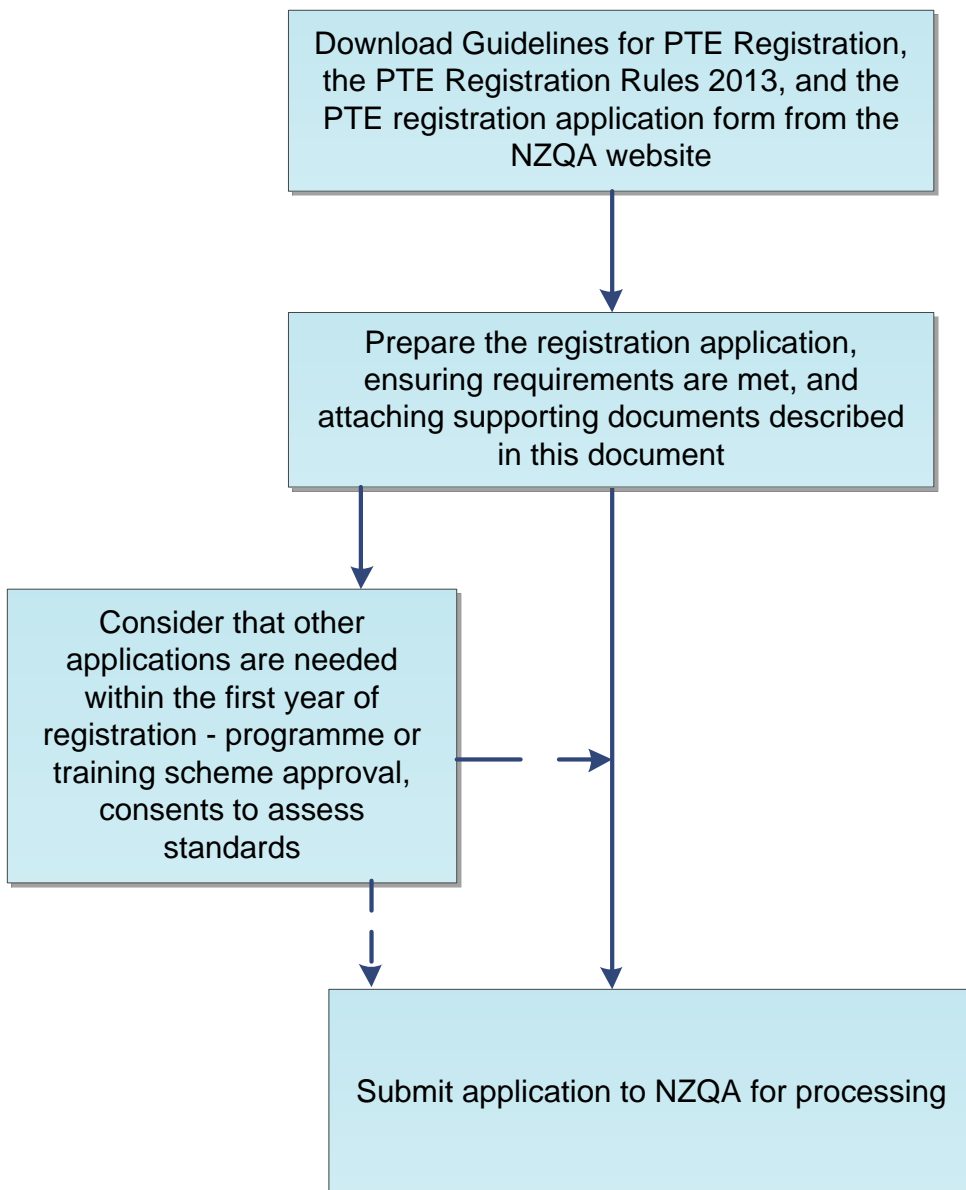 Download Guidelines for PTE Registration,
the PTE Registration Rules 2013, and the
PTE registration application form from the
NZQA website
Prepare the registration application,
ensuring requirements are met, and
attaching supporting documents described
in this document
Consider that other
applications are needed
within the first year of
registration - programme or
training scheme approval,
consents to assess
standards
Submit application to NZQA for processing